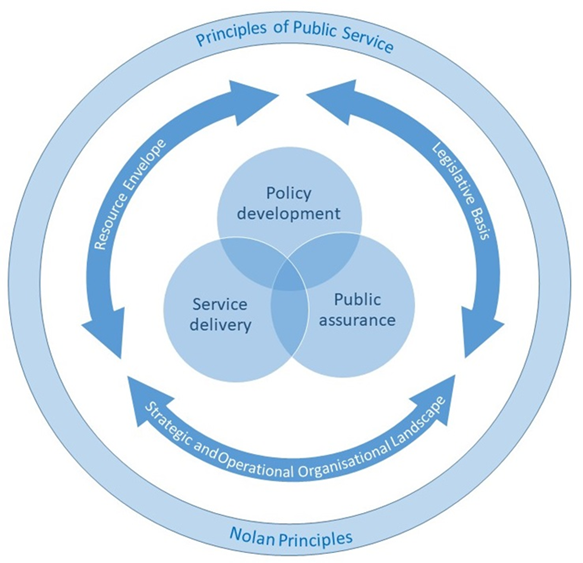 Principles of Public Service
Resource Envelope
Legislative Basis
Policy
development
Service
delivery
Public
assurance
Strategic and Operational Organisational Landscape
Nolan Principles